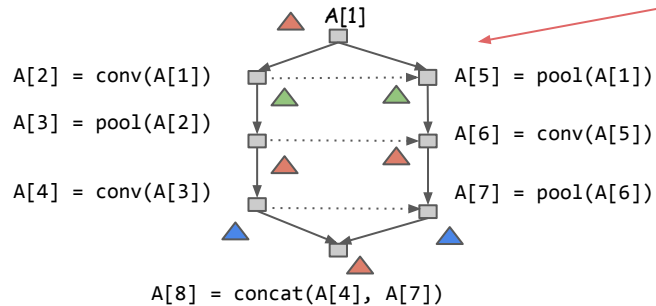 A[1]
A[2] = conv(A[1])
A[5] = pool(A[1])
A[3] = pool(A[2])
A[6] = conv(A[5])
A[4] = conv(A[3])
A[7] = pool(A[6])
A[8] = concat(A[4], A[7])